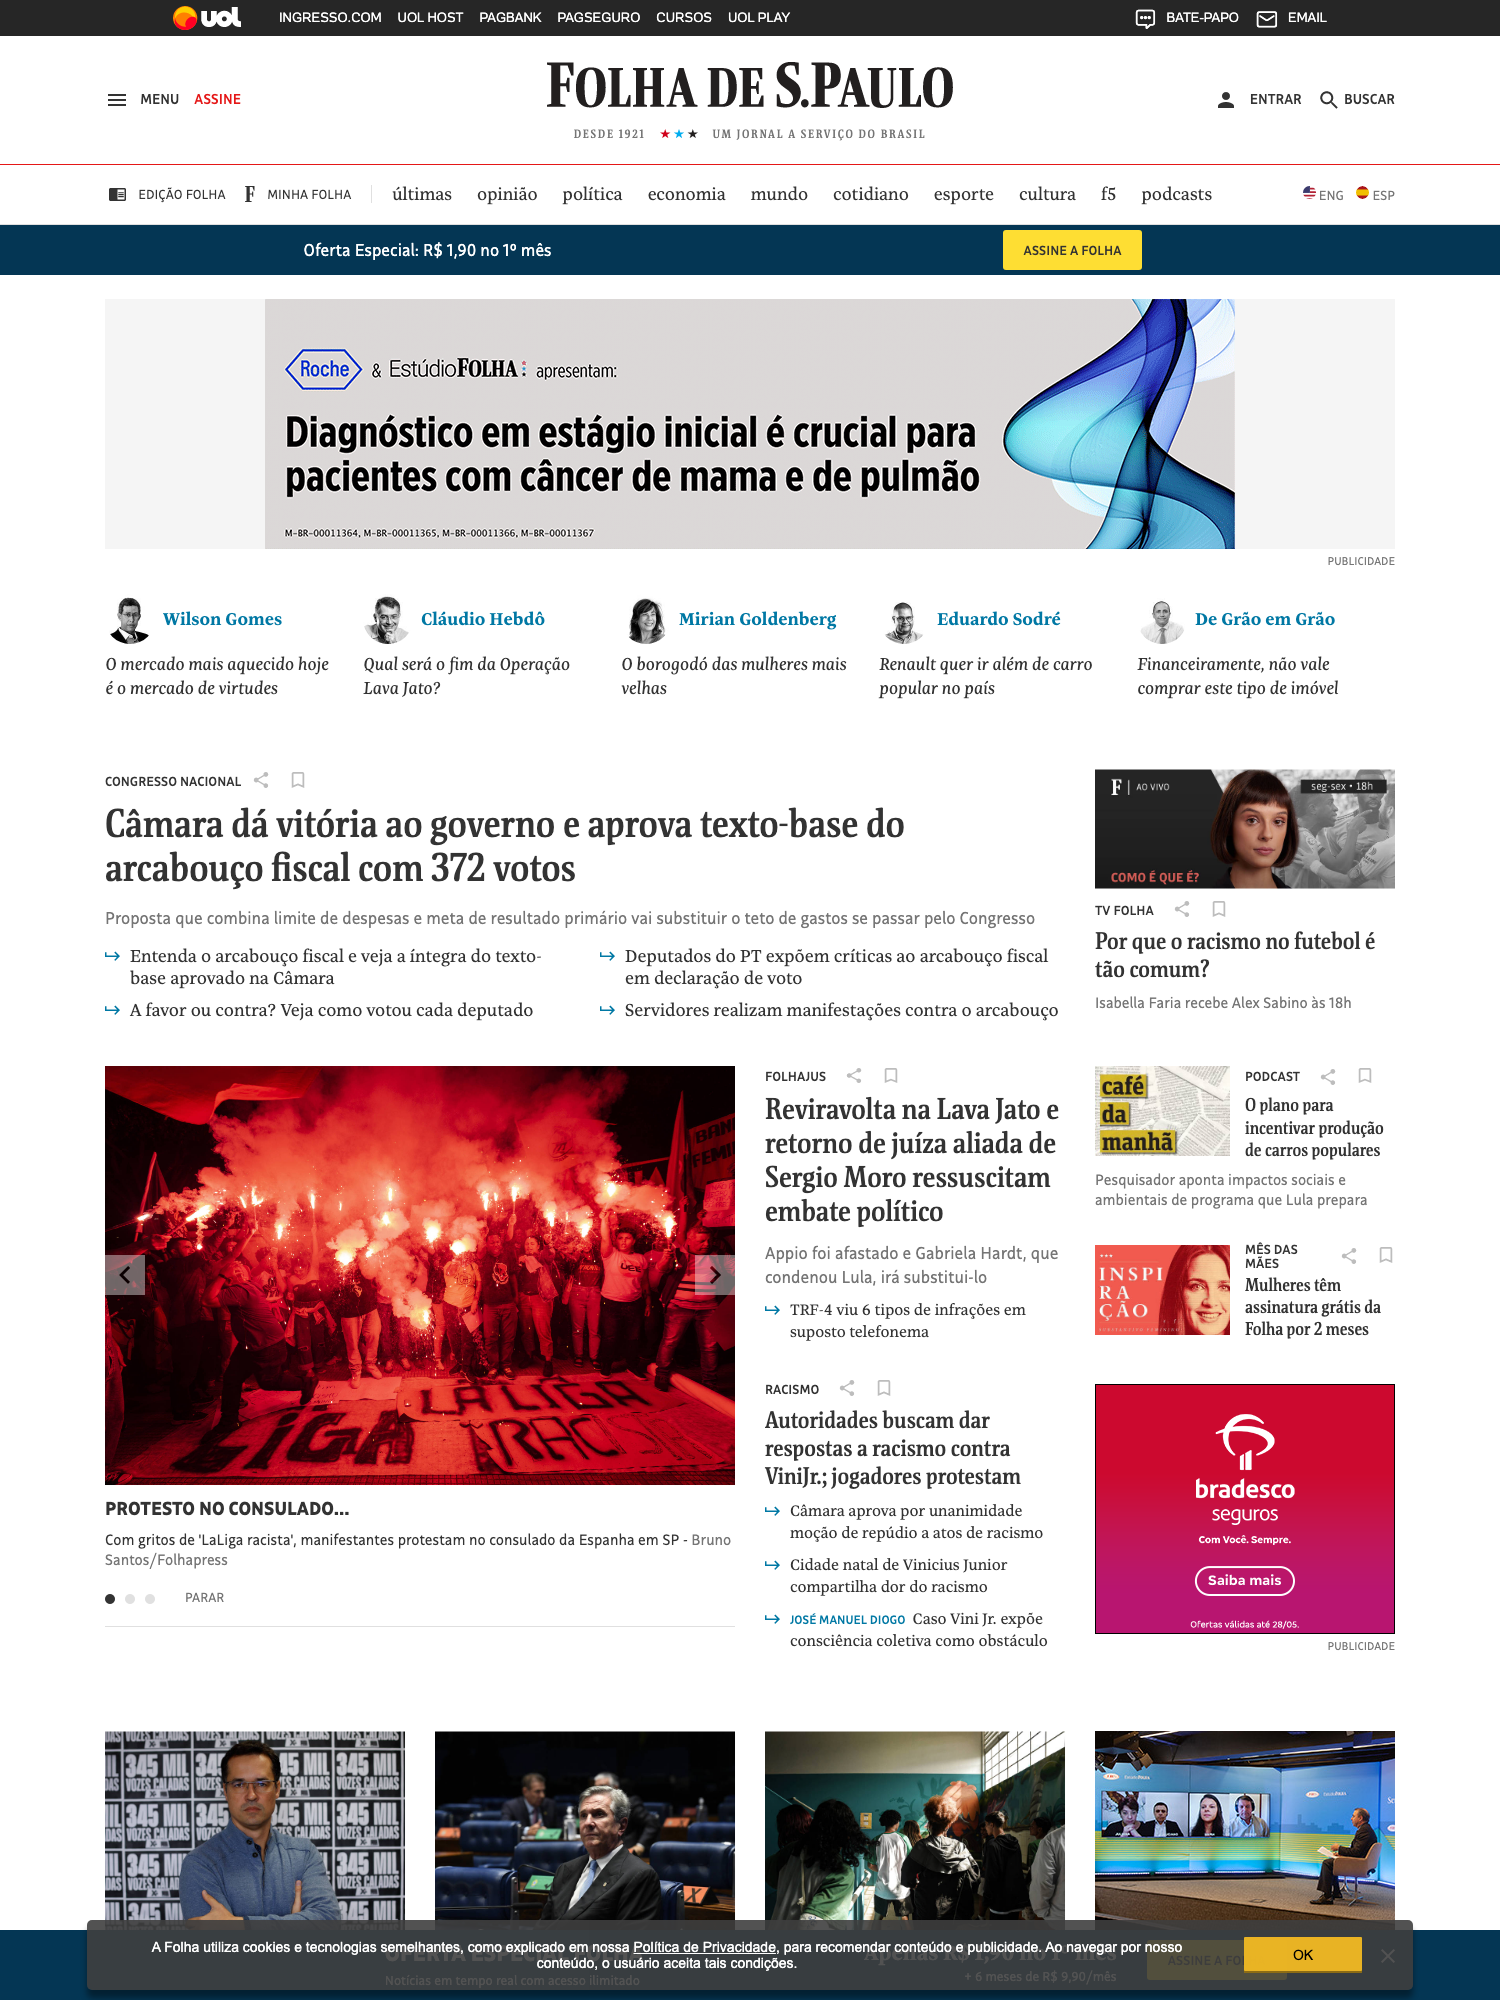 uol INGRESSO.COM UOL HOST PAGBANK PAGSEGURO CURSOS UOL PLAY BATE-PAPO EMAIL
MENU ASSINE
FOLHA DE S.PAULO
DESDE 1921 ★★★ UM JORNAL A SERVIÇO DO BRASIL
ENTRAR BUSCAR
EDIÇÃO FOLHA F MINHA FOLHA últimas opinião política economia mundo cotidiano esporte cultura f5 podcasts ENG ESP
Oferta Especial: R$ 1,90 no 1º mês ASSINE A FOLHA
Roche & EstúdioFOLHA: apresentam:
Diagnóstico em estágio inicial é crucial para
pacientes com câncer de mama e de pulmão
M-BR-00011364, M-BR-00011365, M-BR-00011366, M-BR-00011367
PUBLICIDADE
Wilson Gomes
O mercado mais aquecido hoje
é o mercado de virtudes
Cláudio Hebdô
Qual será o fim da Operação
Lava Jato?
Mirian Goldenberg
O borogodó das mulheres mais
velhas
Eduardo Sodré
Renault quer ir além de carro
popular no país
De Grão em Grão
Financeiramente, não vale
comprar este tipo de imóvel
CONGRESSO NACIONAL
Câmara dá vitória ao governo e aprova texto-base do
arcabouço fiscal com 372 votos
Proposta que combina limite de despesas e meta de resultado primário vai substituir o teto de gastos se passar pelo Congresso
Entenda o arcabouço fiscal e veja a íntegra do texto-
base aprovado na Câmara
A favor ou contra? Veja como votou cada deputado
Deputados do PT expõem críticas ao arcabouço fiscal
em declaração de voto
Servidores realizam manifestações contra o arcabouço
F | AO VIVO
seg-sex • 18h
COMO É QUE É?
TV FOLHA
Por que o racismo no futebol é
tão comum?
Isabella Faria recebe Alex Sabino às 18h
LIGA
RACISTA
LALIGA
PROTESTO NO CONSULADO...
Com gritos de 'LaLiga racista', manifestantes protestam no consulado da Espanha em SP - Bruno
Santos/Folhapress
PARAR
FOLHAJUS
Reviravolta na Lava Jato e
retorno de juíza aliada de
Sergio Moro ressuscitam
embate político
Appio foi afastado e Gabriela Hardt, que
condenou Lula, irá substitui-lo
TRF-4 viu 6 tipos de infrações em
suposto telefonema
RACISMO
Autoridades buscam dar
respostas a racismo contra
ViniJr.; jogadores protestam
Câmara aprova por unanimidade
moção de repúdio a atos de racismo
Cidade natal de Vinicius Junior
compartilha dor do racismo
JOSÉ MANUEL DIOGO Caso Vini Jr. expõe
consciência coletiva como obstáculo
café
da
manhã
PODCAST
O plano para
incentivar produção
de carros populares
Pesquisador aponta impactos sociais e
ambientais de programa que Lula prepara
INSPI
RA
ÇÃO
MÊS DAS
MÃES
Mulheres têm
assinatura grátis da
Folha por 2 meses
bradesco
seguros
Com Você. Sempre.
Saiba mais
Ofertas válidas até 28/05.
PUBLICIDADE
345 MIL
VOZES CALADAS
A Folha utiliza cookies e tecnologias semelhantes, como explicado em nossa Política de Privacidade, para recomendar conteúdo e publicidade. Ao navegar por nosso
conteúdo, o usuário aceita tais condições.
OK
Notícias em tempo real com acesso ilimitado
+ 6 meses de R$ 9,90/mês